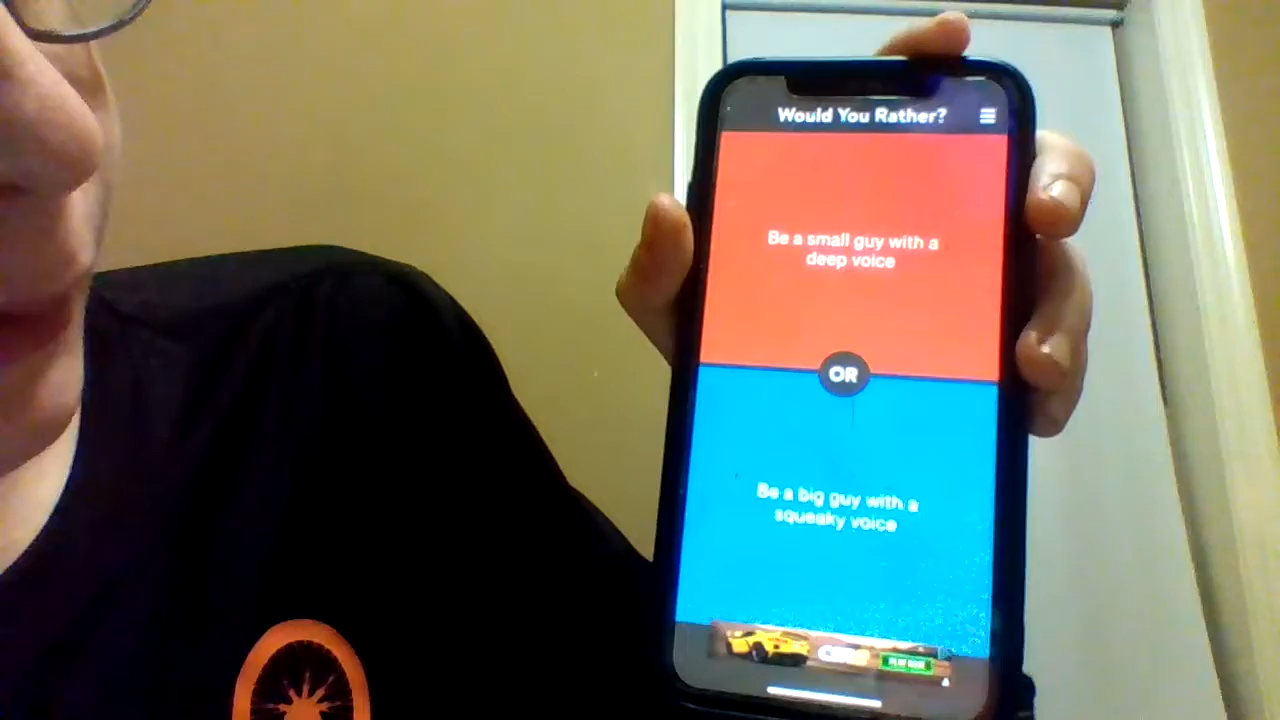 Would You Rather?
Be a small guy with a
deep voice
OR
Be a big guy with a
squeaky voice